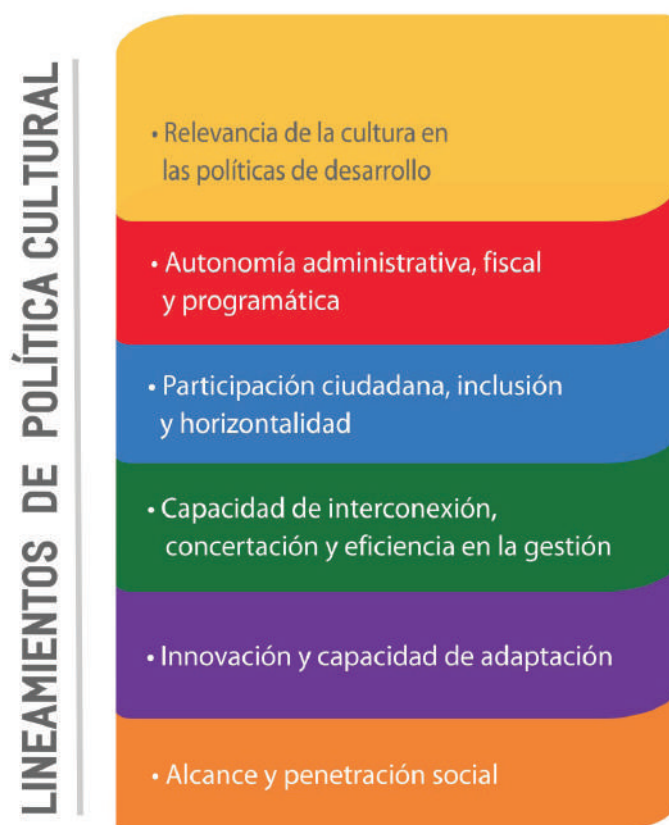 LINEAMIENTOS DE POLÍTICA CULTURAL
• Relevancia de la cultura en
las políticas de desarrollo
• Autonomía administrativa, fiscal
y programática
• Participación ciudadana, inclusión
y horizontalidad
• Capacidad de interconexión,
concertación y eficiencia en la gestión
• Innovación y capacidad de adaptación
• Alcance y penetración social